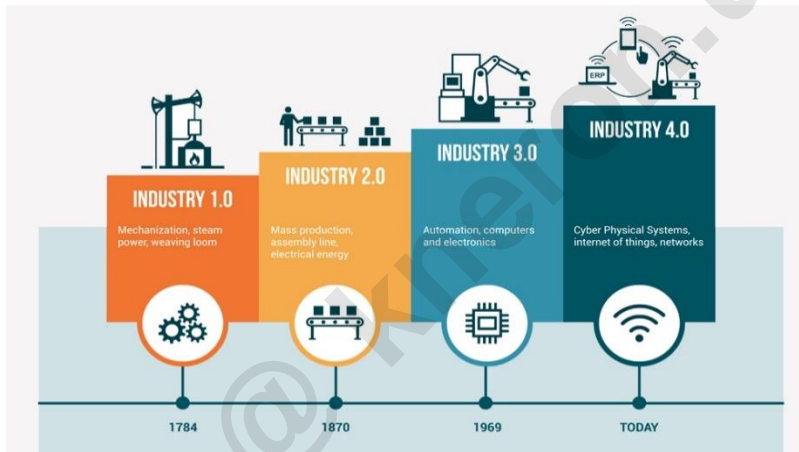 ERP
INDUSTRY 1.0
Mechanization, steam
power, weaving loom
INDUSTRY 2.0
Mass production,
assembly line,
electrical energy
INDUSTRY 3.0
Automation, computers
and electronics
INDUSTRY 4.0
Cyber Physical Systems,
internet of things, networks
1784
1870
1969
TODAY